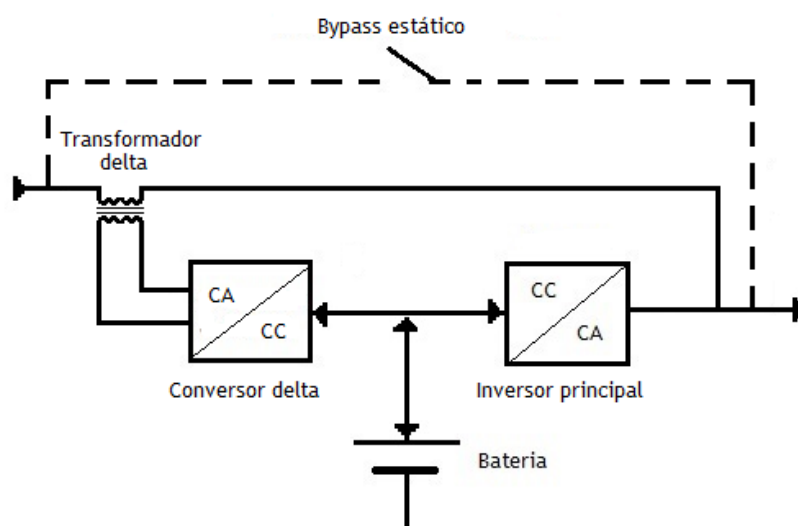 Bypass estático
Transformador
delta
CA
CC
CC
CA
Conversor delta
Inversor principal
Bateria